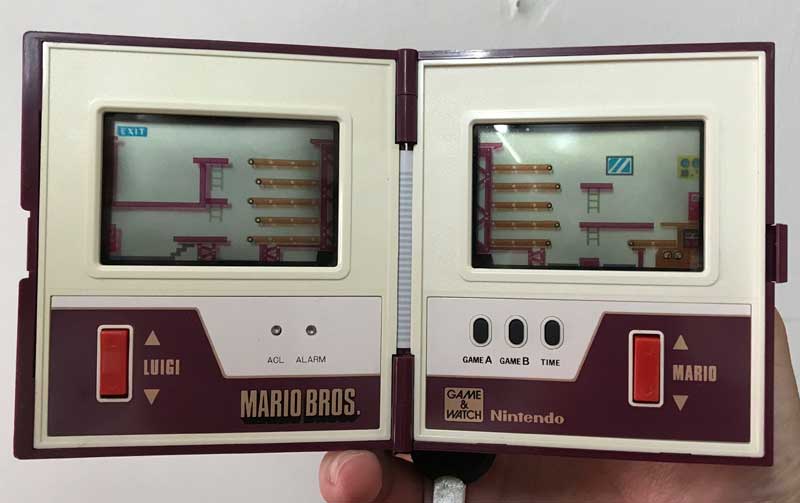 EXIT
LUIGI
ACL ALARM
MARIO BROS.
GAME A GAME B TIME
MARIO
GAME
&
WATCH
Nintendo